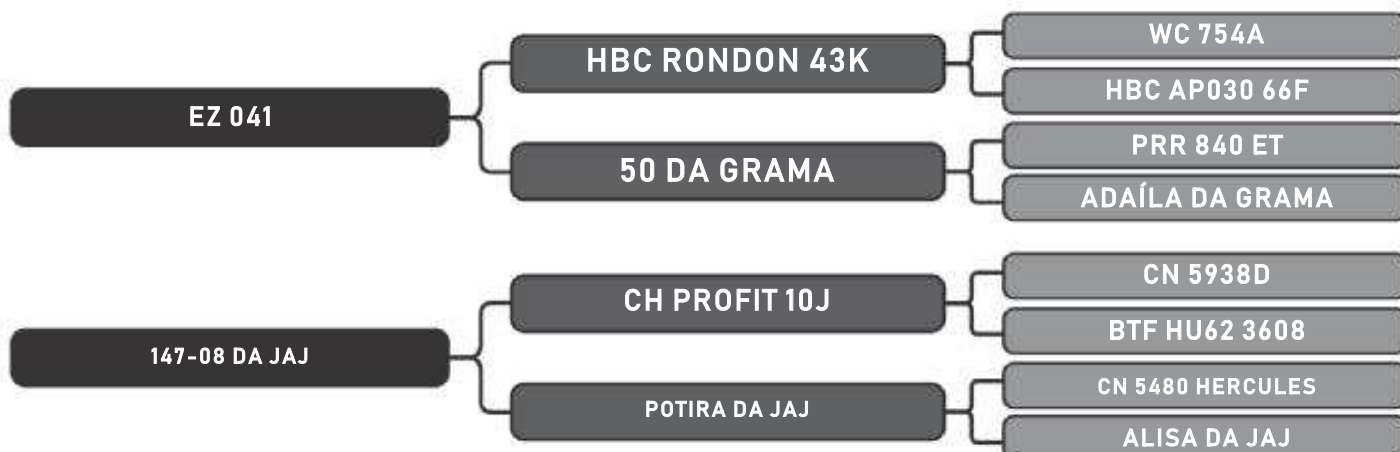 WC 754A
HBC RONDON 43K
HBC AP030 66F
EZ 041
PRR 840 ET
50 DA GRAMA
ADAÍLA DA GRAMA
CN 5938D
CH PROFIT 10J
BTF HU62 3608
147-08 DA JAJ
CN 5480 HERCULES
POTIRA DA JAJ
ALISA DA JAJ